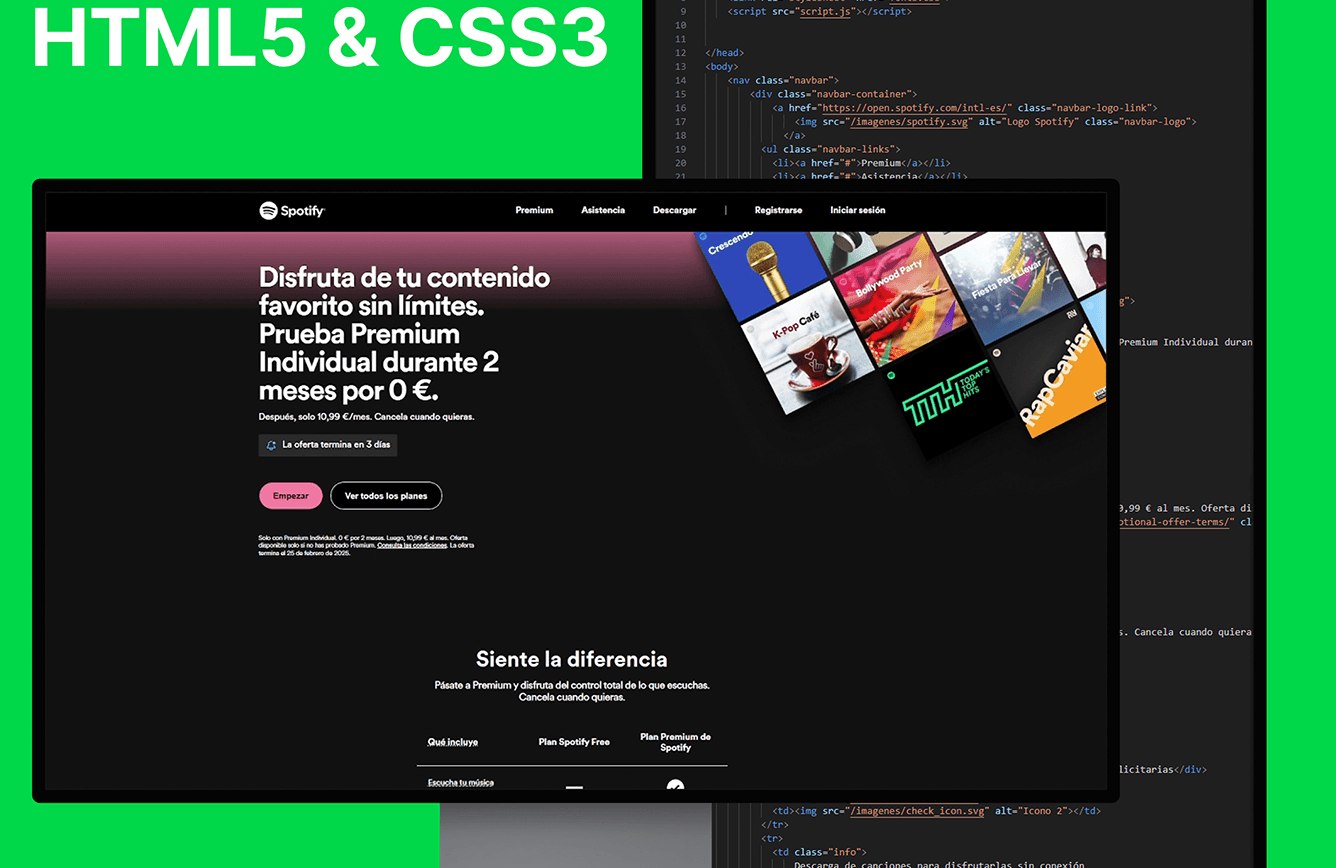 HTML5 & CSS3
9
<script src="script.js"></script>
10
11
12 </head>
13 <body>
14 <nav class="navbar">
15 <div class="navbar-container">
16 <a href="https://open.spotify.com/intl-es/" class="navbar-logo-link">
17 <img src="/imagenes/spotify.svg" alt="Logo Spotify" class="navbar-logo">
18 </a>
19 <ul class="navbar-links">
20 <li><a href="#">Premium</a></li>
21 <li><a href="#">Asistencia</a></li>
Spotify
Premium Asistencia Descargar | Registrarse Iniciar sesión
Disfruta de tu contenido
favorito sin límites.
Prueba Premium
Individual durante 2
meses por 0 €.
Después, solo 10,99 €/mes. Cancela cuando quieras.
La oferta termina en 3 días
Empezar Ver todos los planes
Solo con Premium Individual. 0 € por 2 meses. Luego, 10,99 € al mes. Oferta
disponible solo si no has probado Premium. Consulta las condiciones. La oferta
termina el 25 de febrero de 2025.
Crescendo
Bollywood Party
Fiesta Para Llevar
K-Pop Café
TTH TODAY'S
TOP
HITS
RapCaviar
Siente la diferencia
Pásate a Premium y disfruta del control total de lo que escuchas.
Cancela cuando quieras.
Qué incluye Plan Spotify Free Plan Premium de
Spotify
Escucha tu música
g">
Premium Individual duran
9,99 € al mes. Oferta di
otional-offer-terms/" cl
s. Cancela cuando quiera
licitarias</div>
<td><img src="/imagenes/check_icon.svg" alt="Icono 2"></td>
</tr>
<tr>
<td class="info">
Descarga de canciones para disfrutarlas sin conexión